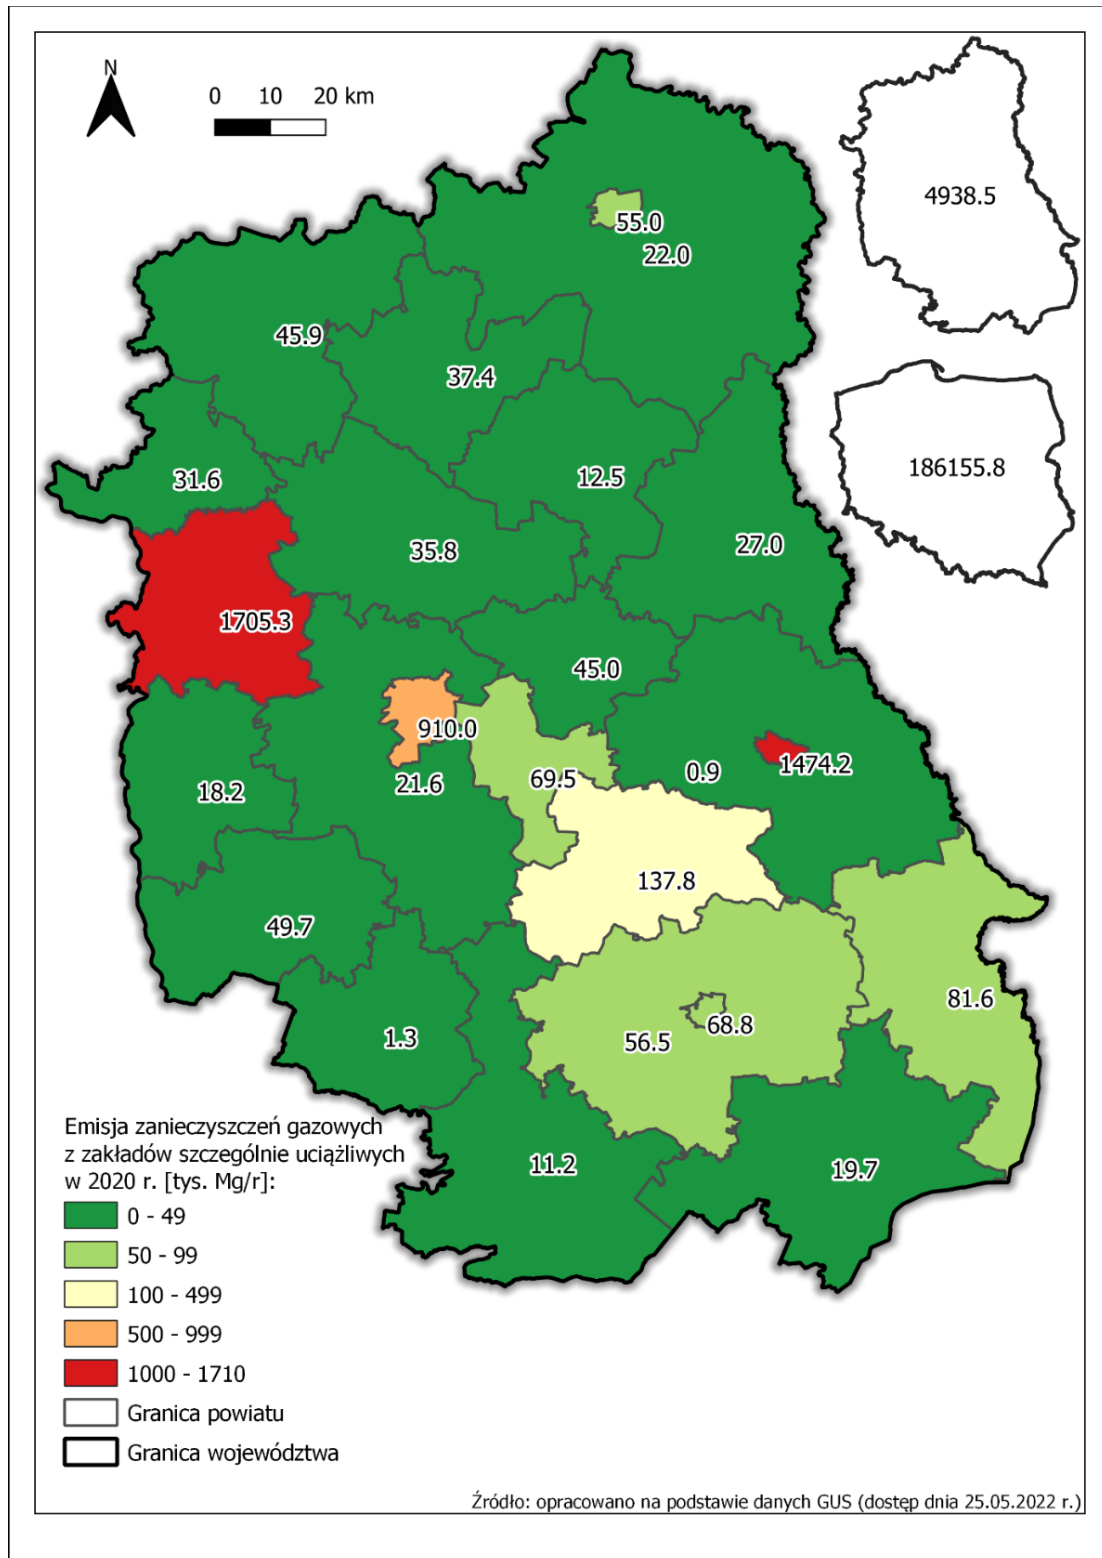 N
0 10 20 km
4938.5
55.0
22.0
45.9
37.4
186155.8
31.6
12.5
35.8
27.0
1705.3
45.0
910.0
1474.2
0.9
69.5
21.6
18.2
137.8
49.7
81.6
68.8
56.5
1.3
11.2
19.7
Emisja zanieczyszczeń gazowych
z zakładów szczególnie uciążliwych
w 2020 r. [tys. Mg/r]:
0 - 49
50 - 99
100 - 499
500 - 999
1000 - 1710
Granica powiatu
Granica województwa
Źródło: opracowano na podstawie danych GUS (dostęp dnia 25.05.2022 r.)